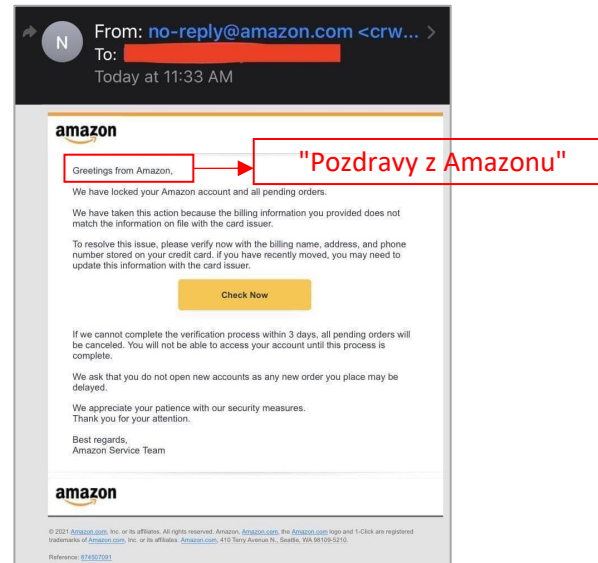 N
From: no-reply@amazon.com <crw... >
To:
Today at 11:33 AM
amazon
Greetings from Amazon,
"Pozdravy z Amazonu"
We have locked your Amazon account and all pending orders.
We have taken this action because the billing information you provided does not
match the information on file with the card issuer.
To resolve this issue, please verify now with the billing name, address, and phone
number stored on your credit card. if you have recently moved, you may need to
update this information with the card issuer.
Check Now
If we cannot complete the verification process within 3 days, all pending orders will
be canceled. You will not be able to access your account until this process is
complete.
We ask that you do not open new accounts as any new order you place may be
delayed.
We appreciate your patience with our security measures.
Thank you for your attention.
Best regards,
Amazon Service Team
amazon
© 2021 Amazon.com, Inc. or its affiliates. All rights reserved. Amazon, Amazon.com, the Amazon.com logo and 1-Click are registered
trademarks of Amazon.com, Inc. or its affiliates. Amazon.com, 410 Terry Avenue N., Seattle, WA 98109-5210.
Reference: 874507091